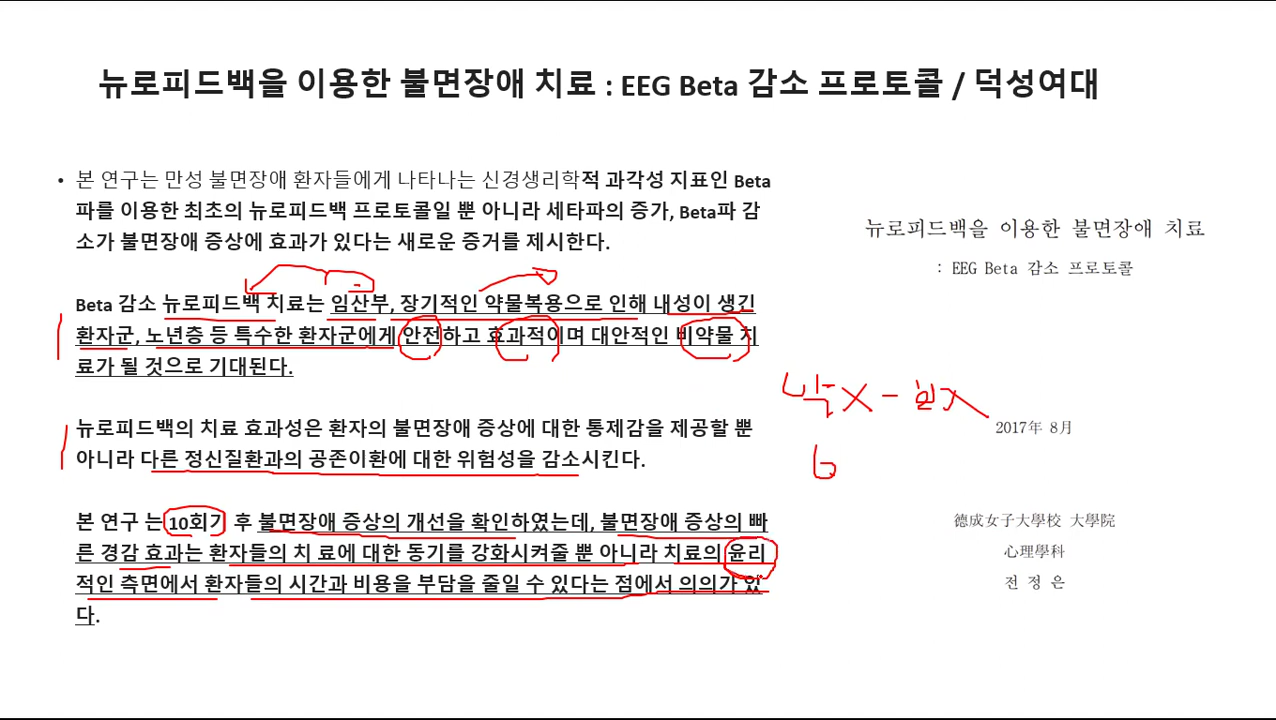 뉴로피드백을 이용한 불면장애 치료 : EEG Beta 감소 프로토콜 / 덕성여대
• 본 연구는 만성 불면장애 환자들에게 나타나는 신경생리학적 과각성 지표인 Beta
파를 이용한 최초의 뉴로피드백 프로토콜일 뿐 아니라 세타파의 증가, Beta파 감
소가 불면장애 증상에 효과가 있다는 새로운 증거를 제시한다.
Beta 감소 뉴로피드백 치료는 임산부, 장기적인 약물복용으로 인해 내성이 생긴
환자군, 노년층 등 특수한 환자군에게 안전하고 효과적이며 대안적인 비약물 치
료가 될 것으로 기대된다.
뉴로피드백의 치료 효과성은 환자의 불면장애 증상에 대한 통제감을 제공할 뿐
아니라 다른 정신질환과의 공존이환에 대한 위험성을 감소시킨다.
본 연구 는 10회기 후 불면장애 증상의 개선을 확인하였는데, 불면장애 증상의 빠
른 경감 효과는 환자들의 치 료에 대한 동기를 강화시켜줄 뿐 아니라 치료의 윤리
적인 측면에서 환자들의 시간과 비용을 부담을 줄일 수 있다는 점에서 의의가 있
다.
뉴로피드백을 이용한 불면장애 치료
: EEG Beta 감소 프로토콜
2017年 8月
德成女子大學校 大學院
心理學科
전 정 은